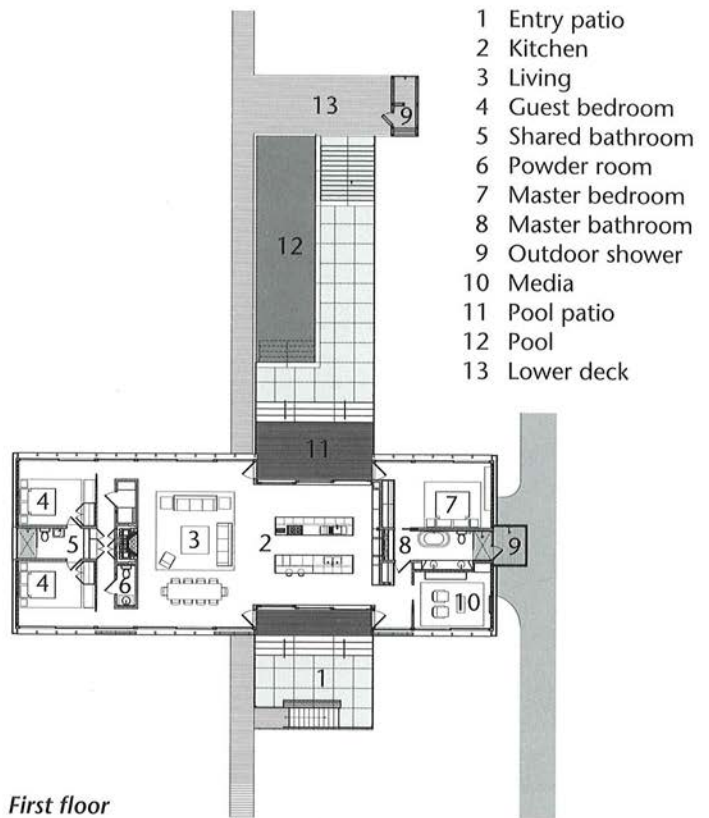 1 Entry patio
2 Kitchen
3 Living
4 Guest bedroom
5 Shared bathroom
6 Powder room
7 Master bedroom
8 Master bathroom
9 Outdoor shower
10 Media
11 Pool patio
12 Pool
13 Lower deck
13
9
12
11
4
7
5
3
2
8
9
4
6
10
1
First floor